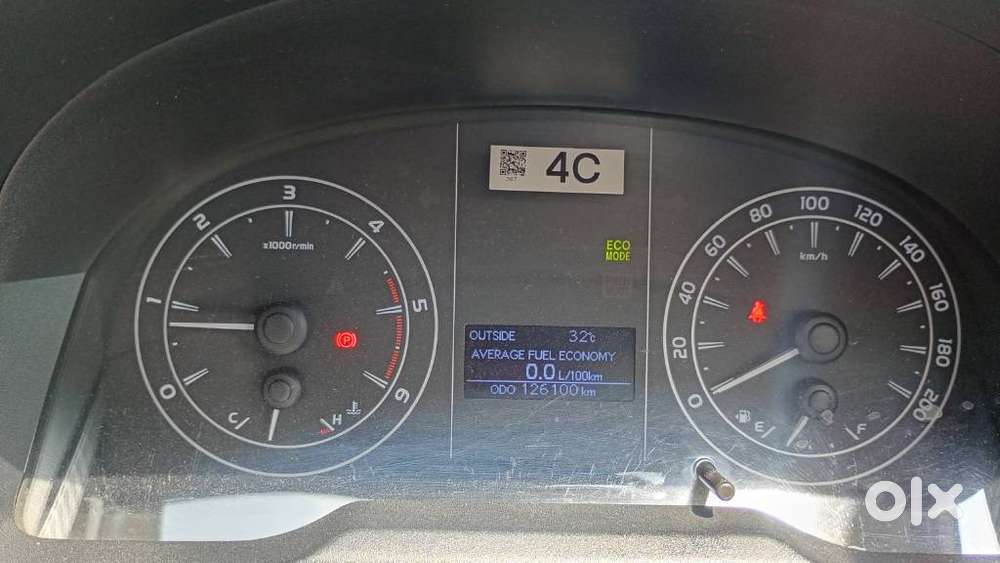 4C
0
1
2
3
4
5
6
x1000r/min
P
C
H
ECO
MODE
OUTSIDE 32°C
AVERAGE FUEL ECONOMY
0.0 L/100km
ODO 126100 km
0
20
40
60
80
100
120
140
160
180
200
km/h
E
F
olx